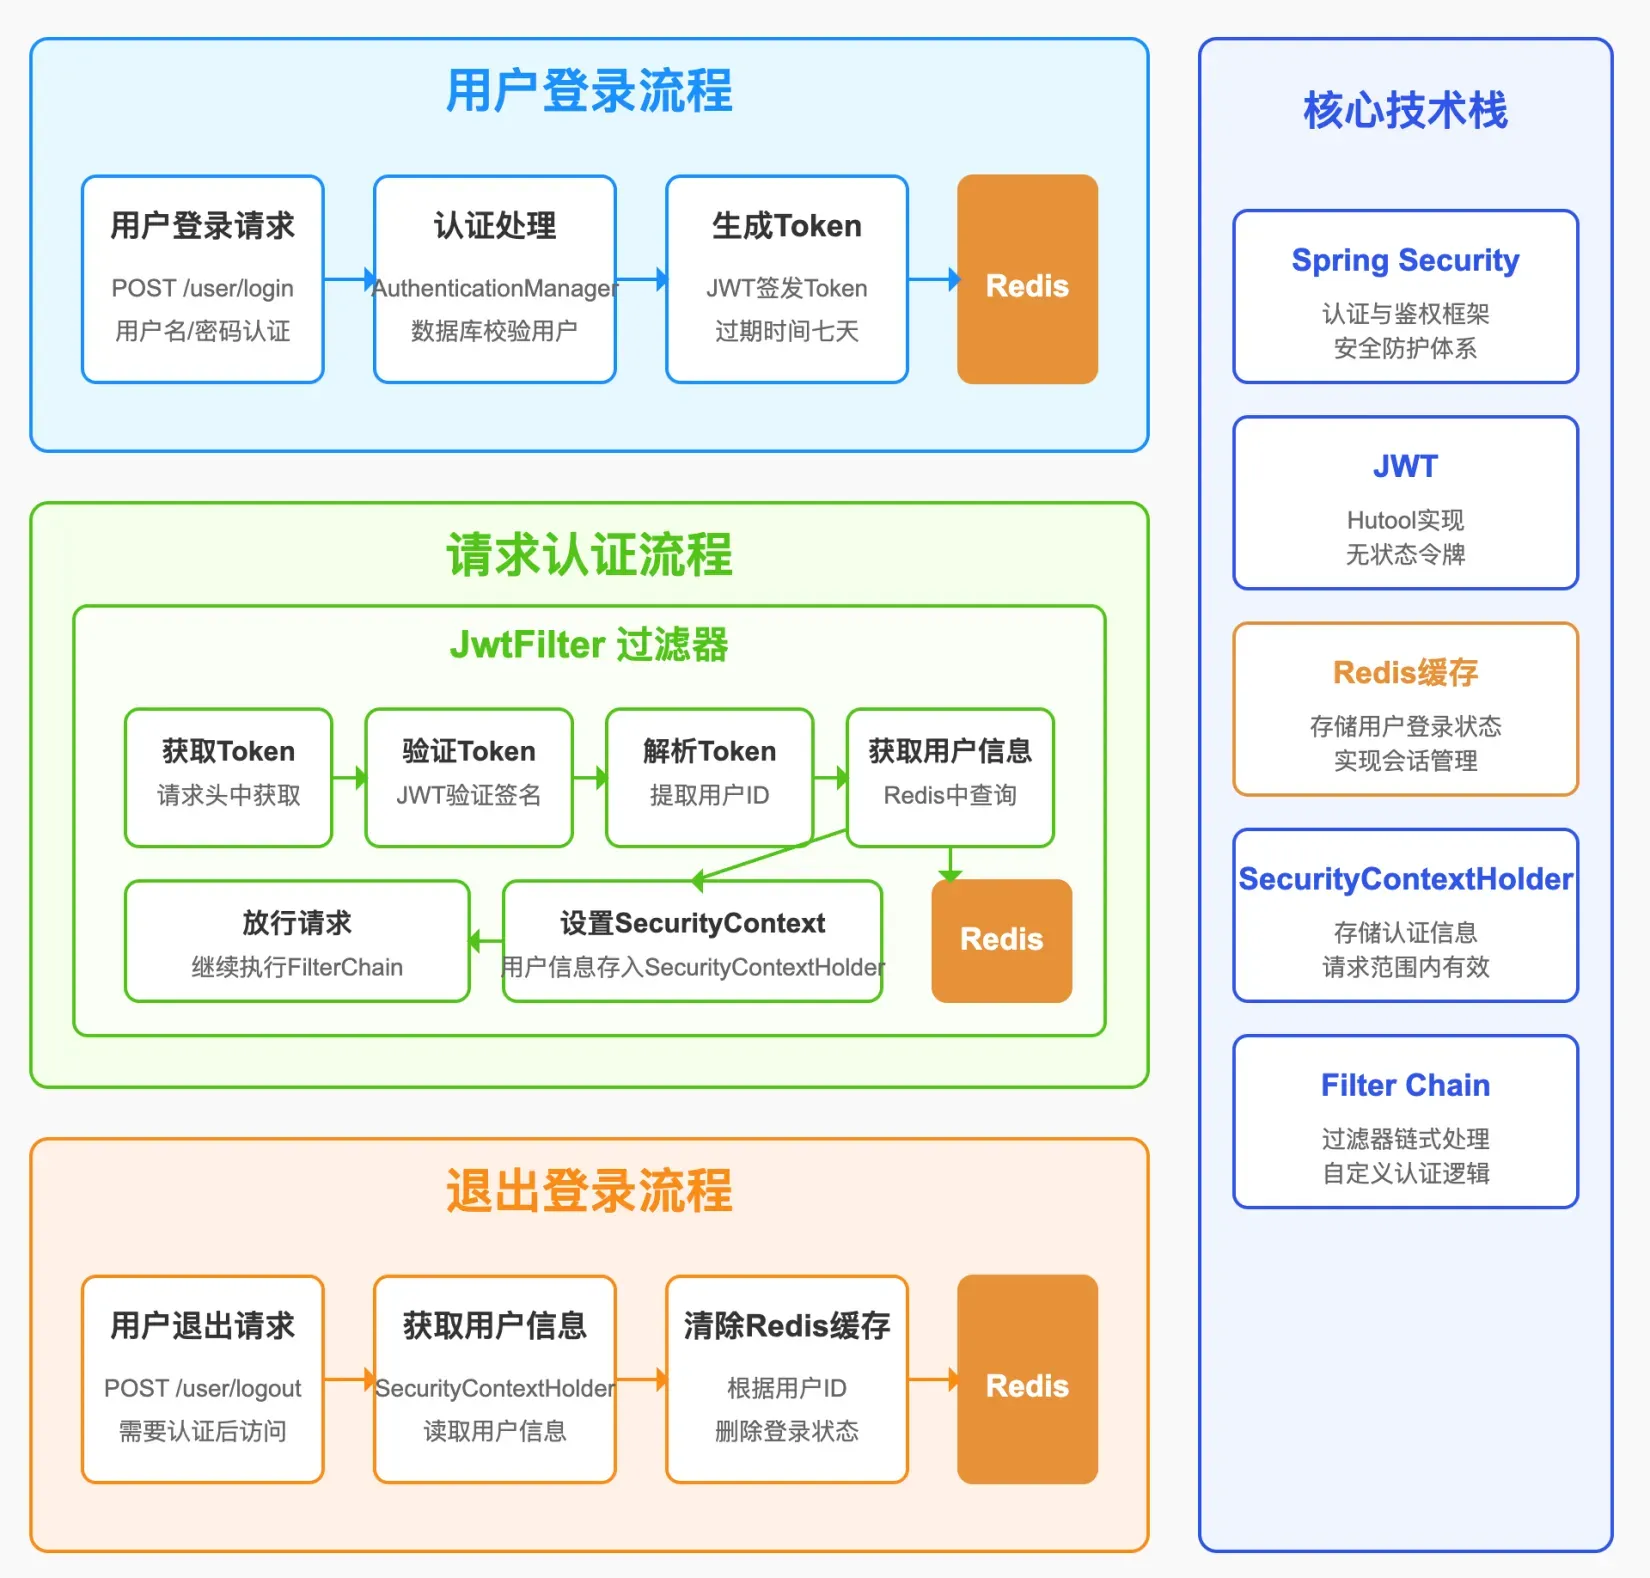 用户登录流程
用户登录请求
POST /user/login
用户名/密码认证
认证处理
AuthenticationManager
数据库校验用户
生成Token
JWT签发Token
过期时间七天
Redis
请求认证流程
JwtFilter 过滤器
获取Token
请求头中获取
验证Token
JWT验证签名
解析Token
提取用户ID
获取用户信息
Redis中查询
放行请求
继续执行FilterChain
设置SecurityContext
用户信息存入SecurityContextHolder
Redis
退出登录流程
用户退出请求
POST /user/logout
需要认证后访问
获取用户信息
SecurityContextHolder
读取用户信息
清除Redis缓存
根据用户ID
删除登录状态
Redis
核心技术栈
Spring Security
认证与鉴权框架
安全防护体系
JWT
Hutool实现
无状态令牌
Redis缓存
存储用户登录状态
实现会话管理
SecurityContextHolder
存储认证信息
请求范围内有效
Filter Chain
过滤器链式处理
自定义认证逻辑